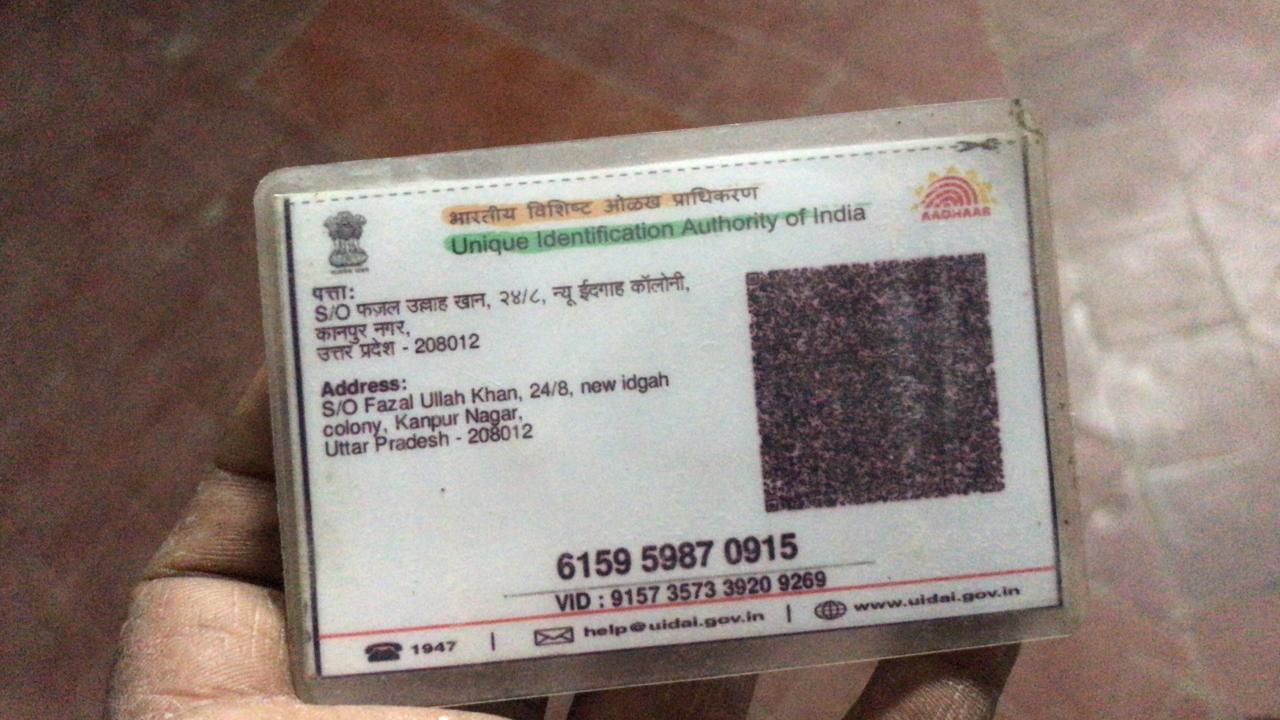 भारतीय विशिष्ट ओळख प्राधिकरण
Unique Identification Authority of India
AADHAAR
पत्ता:
S/O फज़ल उल्लाह खान, २४/८, न्यू ईदगाह कॉलोनी,
कानपुर नगर,
उत्तर प्रदेश - 208012
Address:
S/O Fazal Ullah Khan, 24/8, new idgah
colony, Kanpur Nagar,
Uttar Pradesh - 208012
6159 5987 0915
VID : 9157 3573 3920 9269
1947 | help@uidai.gov.in | www.uidai.gov.in